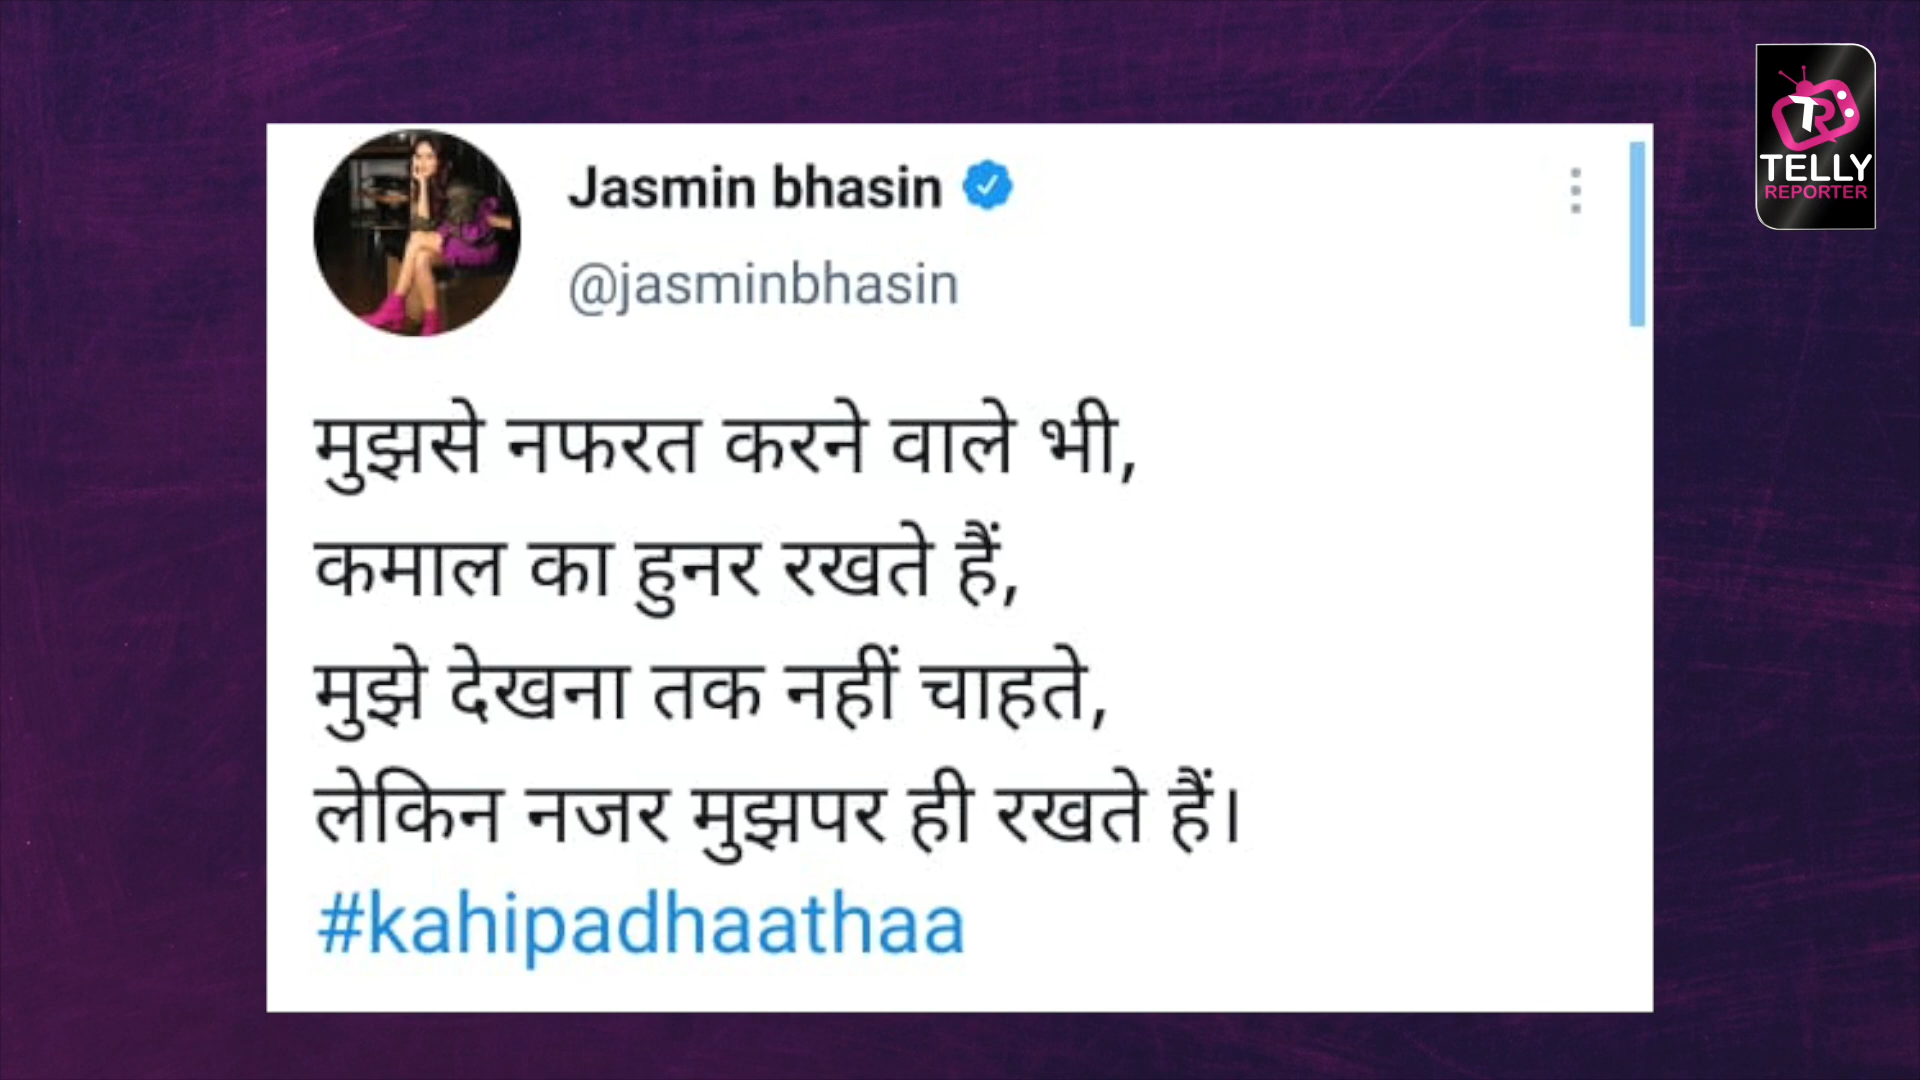 Jasmin bhasin
@jasminbhasin
मुझसे नफरत करने वाले भी,
कमाल का हुनर रखते हैं,
मुझे देखना तक नहीं चाहते,
लेकिन नजर मुझपर ही रखते हैं।
#kahipadhaathaa
TR
TELLY
REPORTER